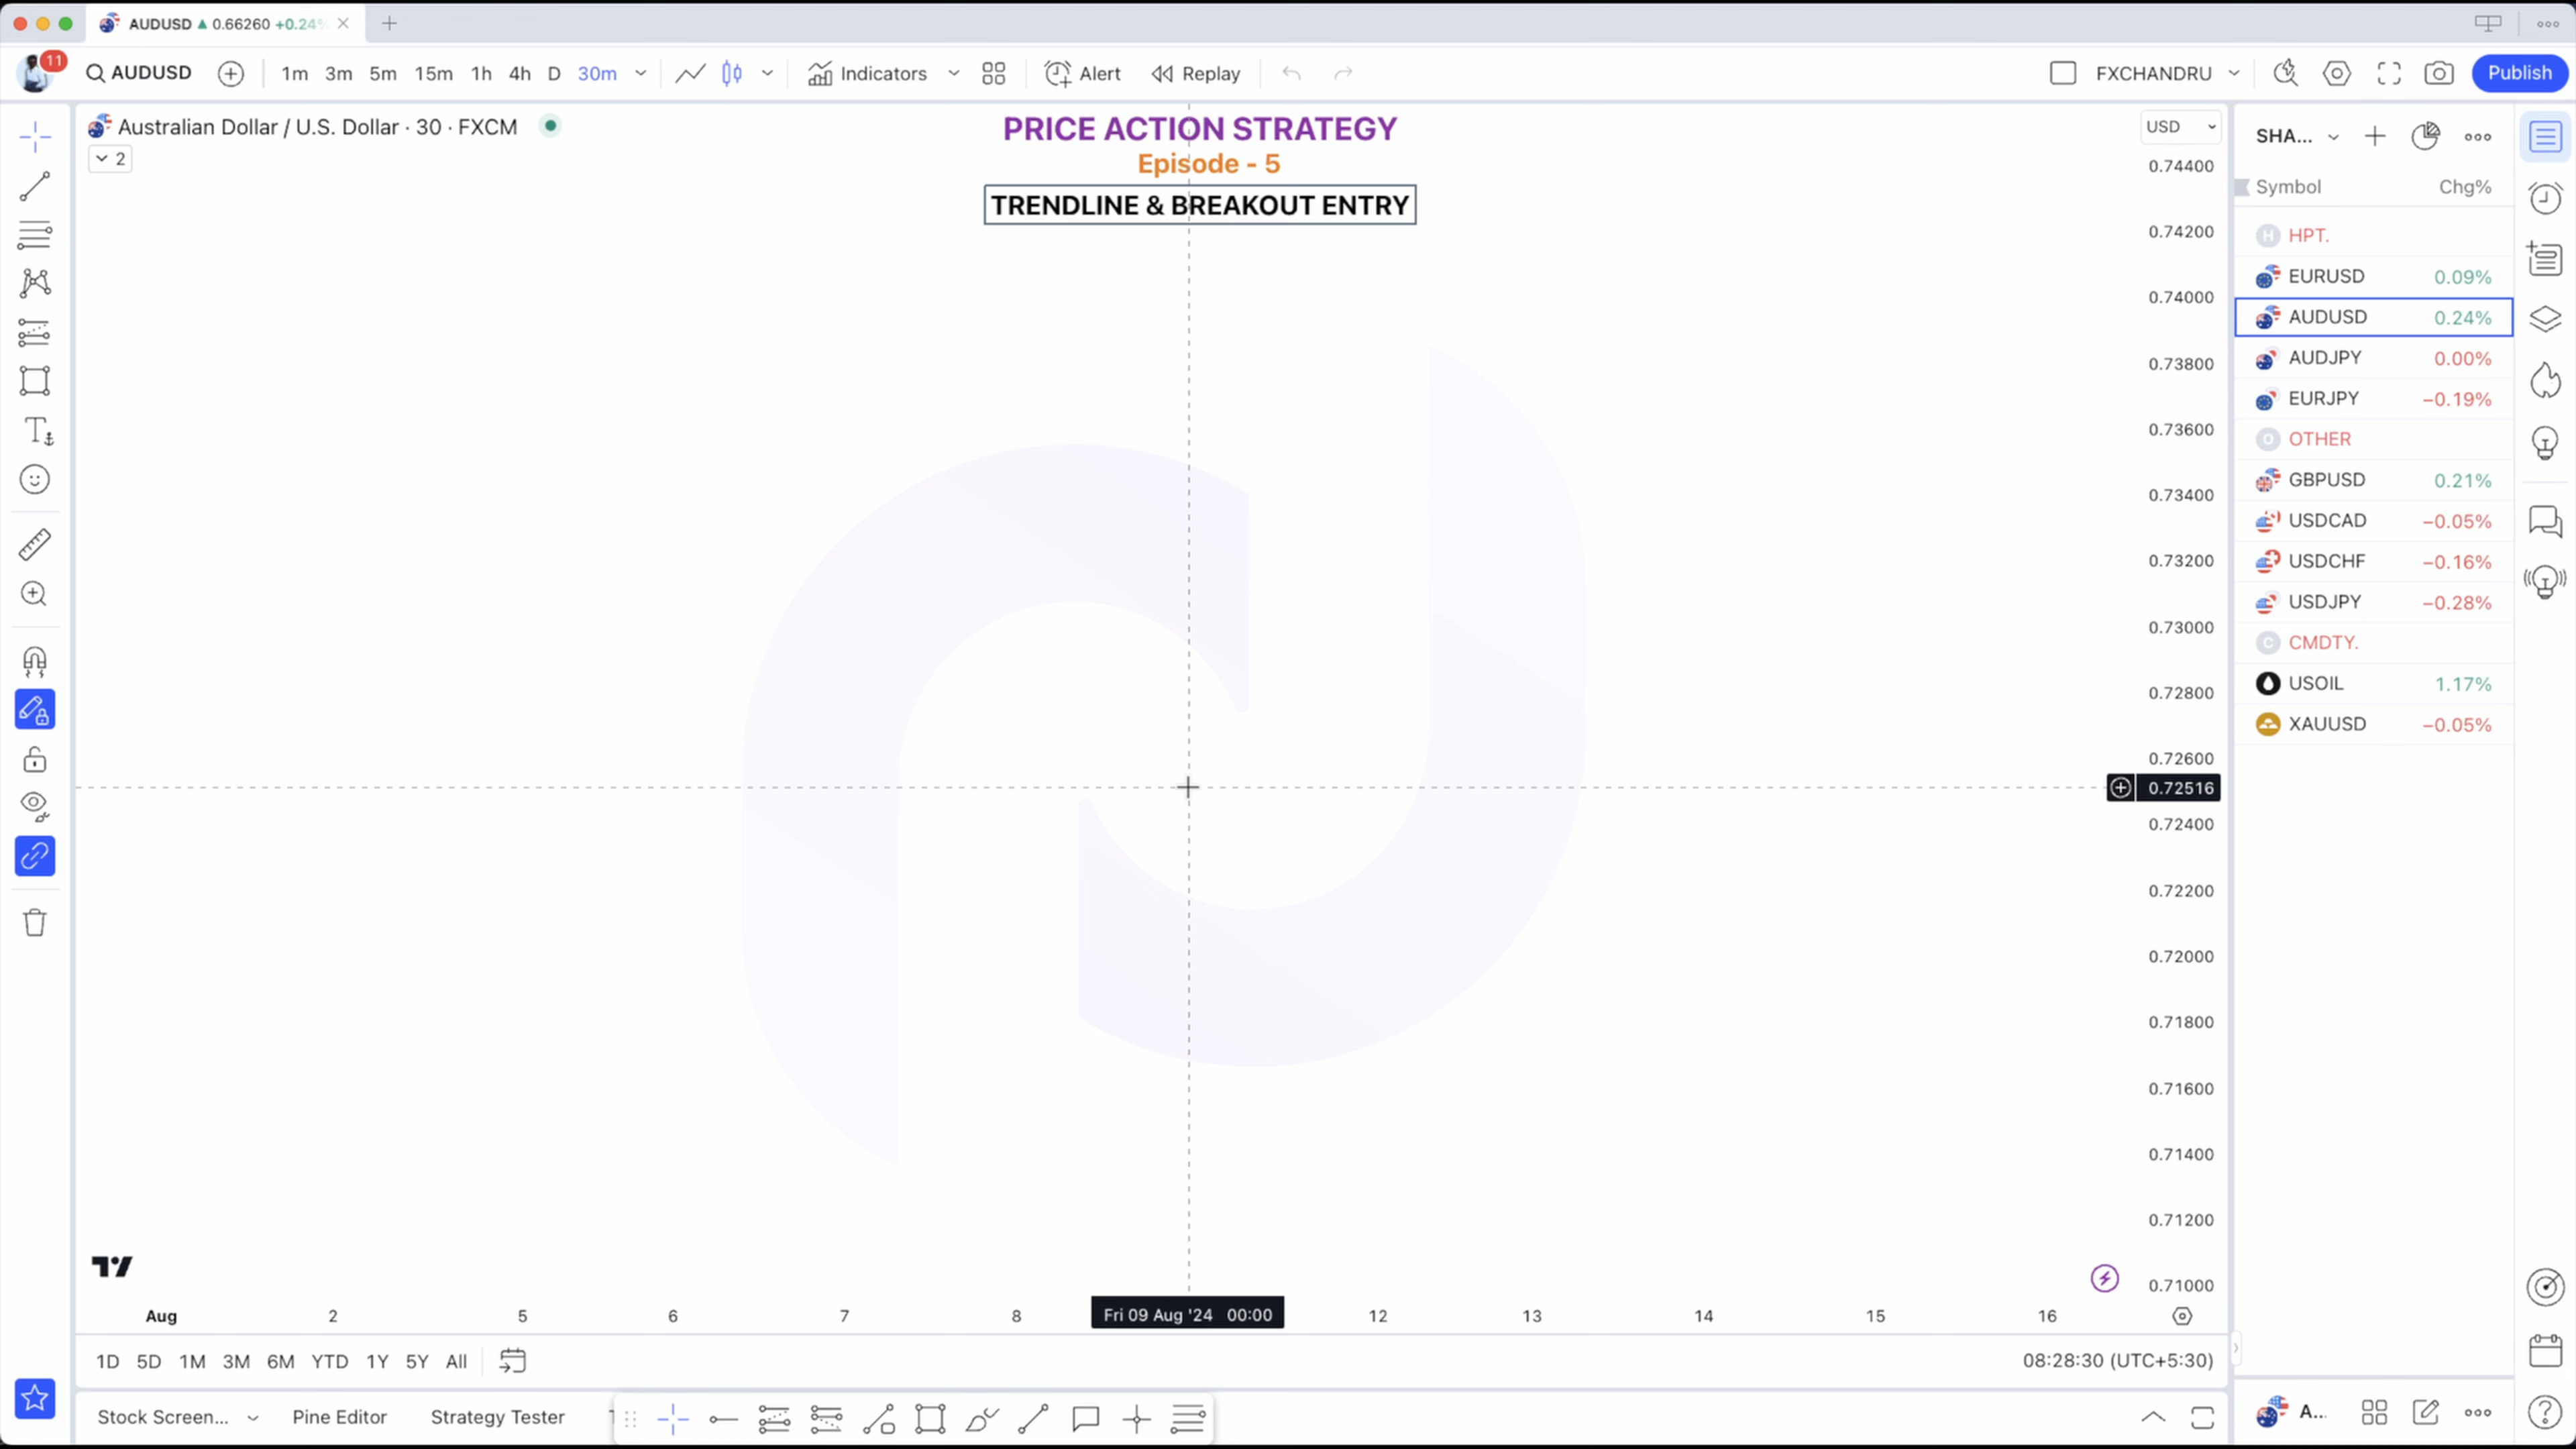 AUDUSD ▲ 0.66260 +0.24%
11
AUDUSD
1m 3m 5m 15m 1h 4h D 30m
Indicators
Alert
Replay
FXCHANDRU
Publish
Australian Dollar / U.S. Dollar · 30 · FXCM
2
PRICE ACTION STRATEGY
Episode - 5
TRENDLINE & BREAKOUT ENTRY
USD
0.74400
0.74200
0.74000
0.73800
0.73600
0.73400
0.73200
0.73000
0.72800
0.72600
0.72516
0.72400
0.72200
0.72000
0.71800
0.71600
0.71400
0.71200
0.71000
SHA...
Symbol Chg%
HPT.
EURUSD 0.09%
AUDUSD 0.24%
AUDJPY 0.00%
EURJPY −0.19%
OTHER
GBPUSD 0.21%
USDCAD −0.05%
USDCHF −0.16%
USDJPY −0.28%
CMDTY.
USOIL 1.17%
XAUUSD −0.05%
Aug 2 5 6 7 8 Fri 09 Aug '24 00:00 12 13 14 15 16
1D 5D 1M 3M 6M YTD 1Y 5Y All
08:28:30 (UTC+5:30)
Stock Screen... Pine Editor Strategy Tester
A...